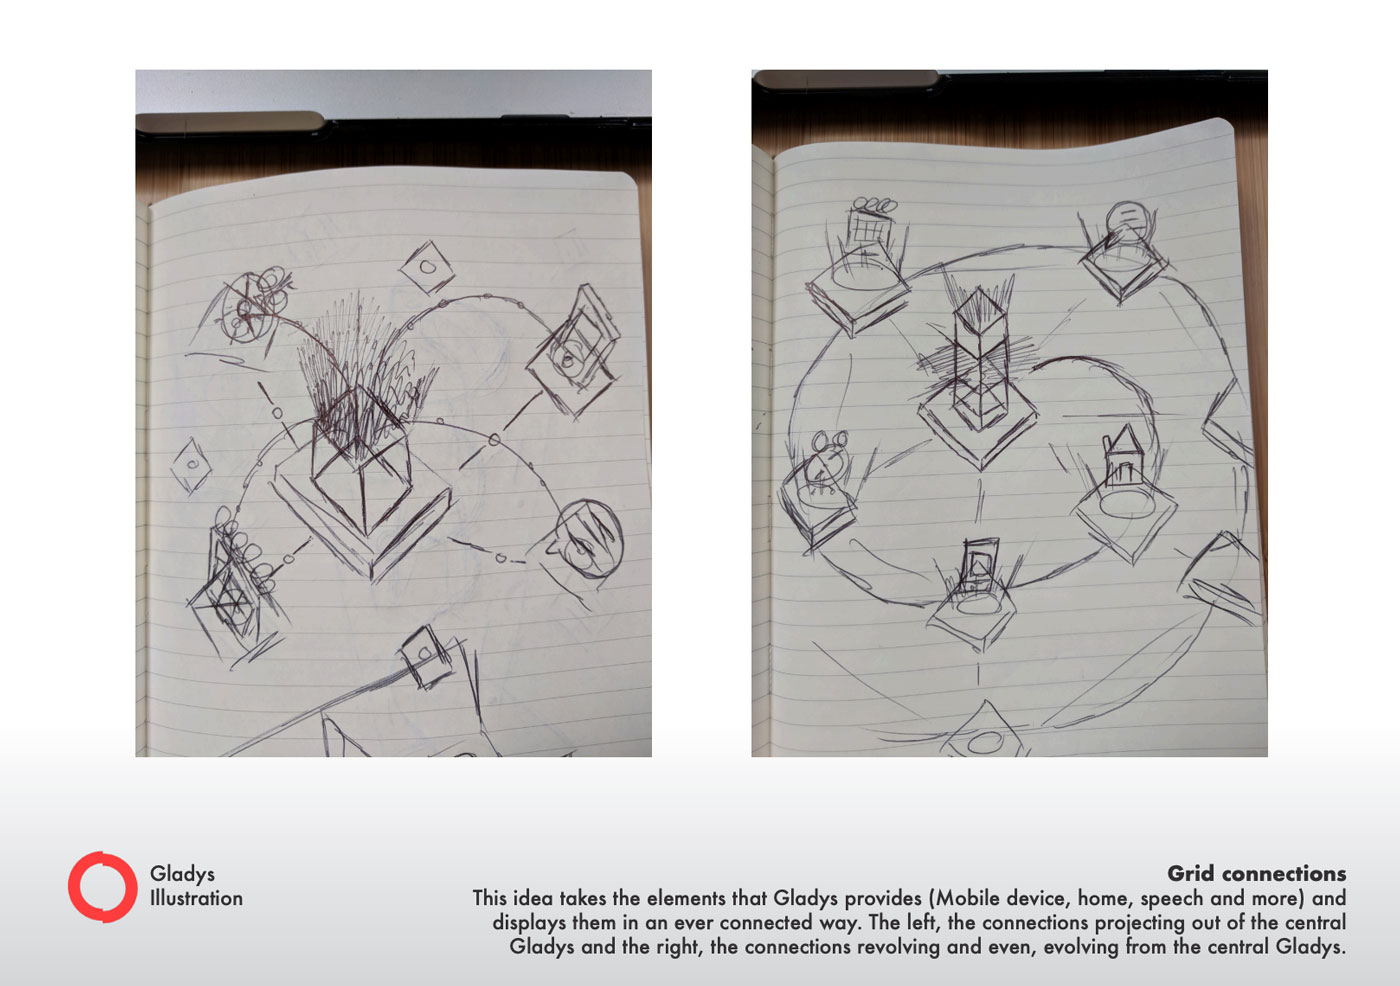 Gladys
Illustration
Grid connections
This idea takes the elements that Gladys provides (Mobile device, home, speech and more) and
displays them in an ever connected way. The left, the connections projecting out of the central
Gladys and the right, the connections revolving and even, evolving from the central Gladys.